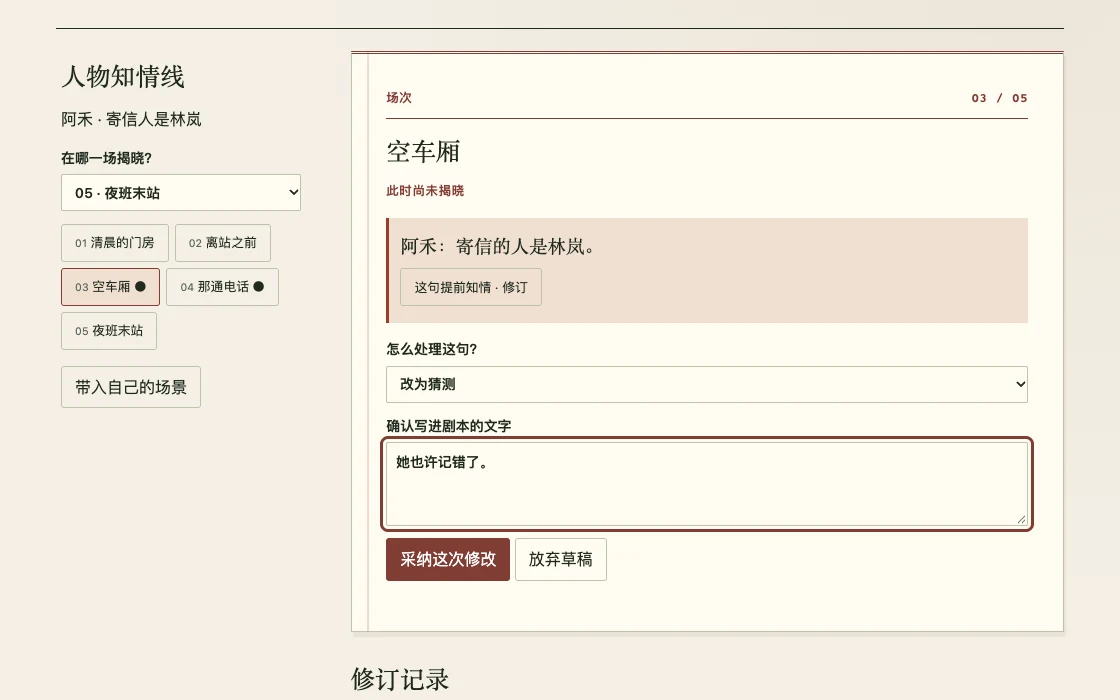 人物知情线
阿禾 · 寄信人是林岚
在哪一场揭晓?
05 · 夜班末站
01 清晨的门房
02 离站之前
03 空车厢 ●
04 那通电话 ●
05 夜班末站
带入自己的场景
场次
03 / 05
空车厢
此时尚未揭晓
阿禾：寄信的人是林岚。
这句提前知情 · 修订
怎么处理这句?
改为猜测
确认写进剧本的文字
她也许记错了。
采纳这次修改
放弃草稿
修订记录